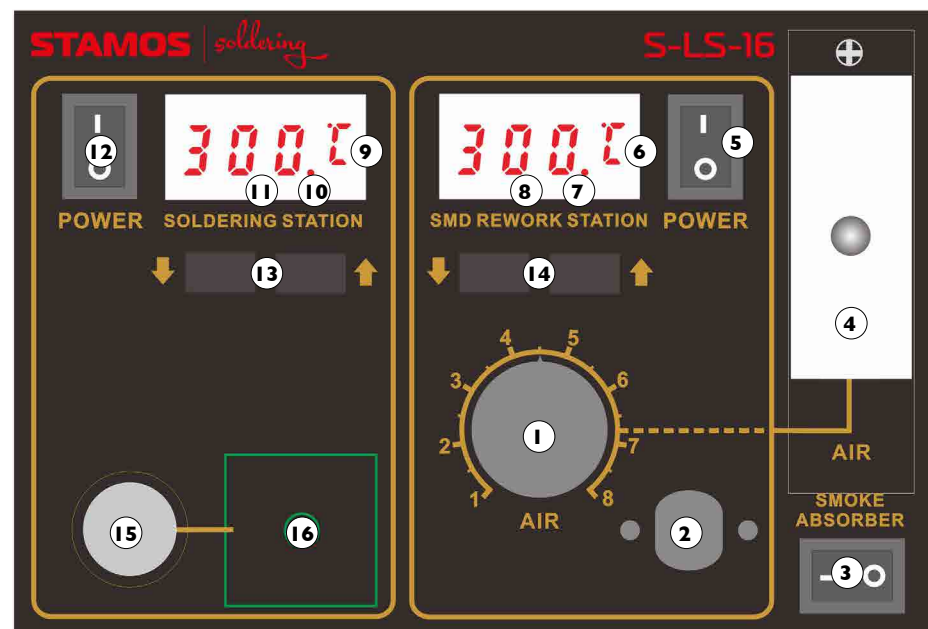 STAMOS soldering S-LS-16
I O 12
300.°C 9
11 10
POWER SOLDERING STATION
13
300.°C 6
8 7
I O 5
SMD REWORK STATION POWER
14
4
1 2 3 4 5 6 7 8
1
AIR
2
AIR
SMOKE
ABSORBER
- O 3
15 16